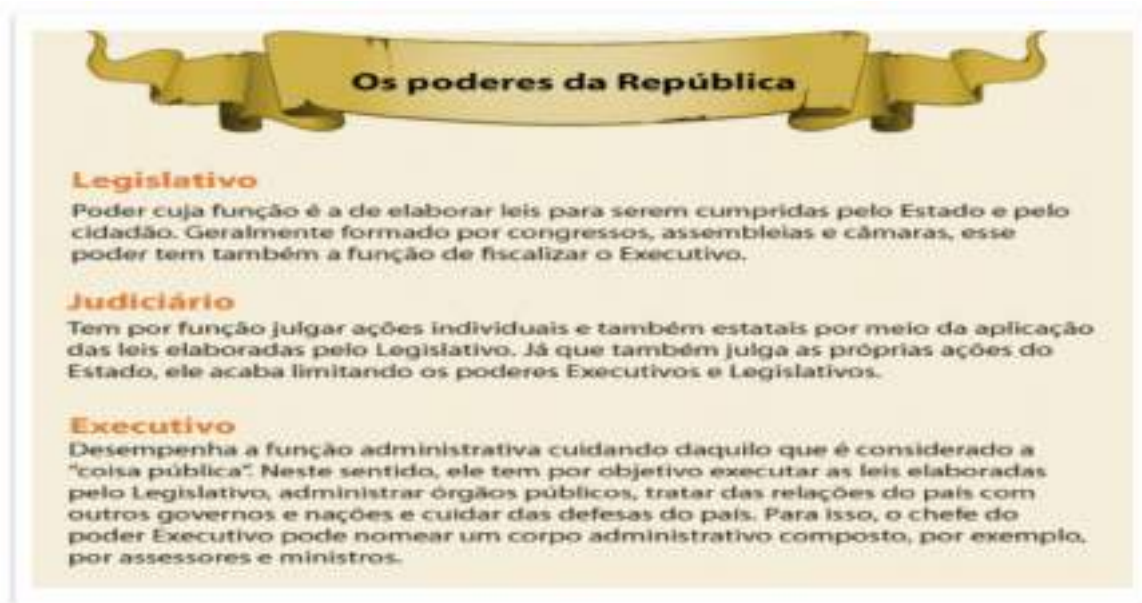 Os poderes da República
Legislativo
Poder cuja função é a de elaborar leis para serem cumpridas pelo Estado e pelo
cidadão. Geralmente formado por congressos, assembleias e câmaras, esse
poder tem também a função de fiscalizar o Executivo.
Judiciário
Tem por função julgar ações individuais e também estatais por meio da aplicação
das leis elaboradas pelo Legislativo. Já que também julga as próprias ações do
Estado, ele acaba limitando os poderes Executivos e Legislativos.
Executivo
Desempenha a função administrativa cuidando daquilo que é considerado a
"coisa pública". Neste sentido, ele tem por objetivo executar as leis elaboradas
pelo Legislativo, administrar órgãos públicos, tratar das relações do país com
outros governos e nações e cuidar das defesas do país. Para isso, o chefe do
poder Executivo pode nomear um corpo administrativo composto, por exemplo,
por assessores e ministros.